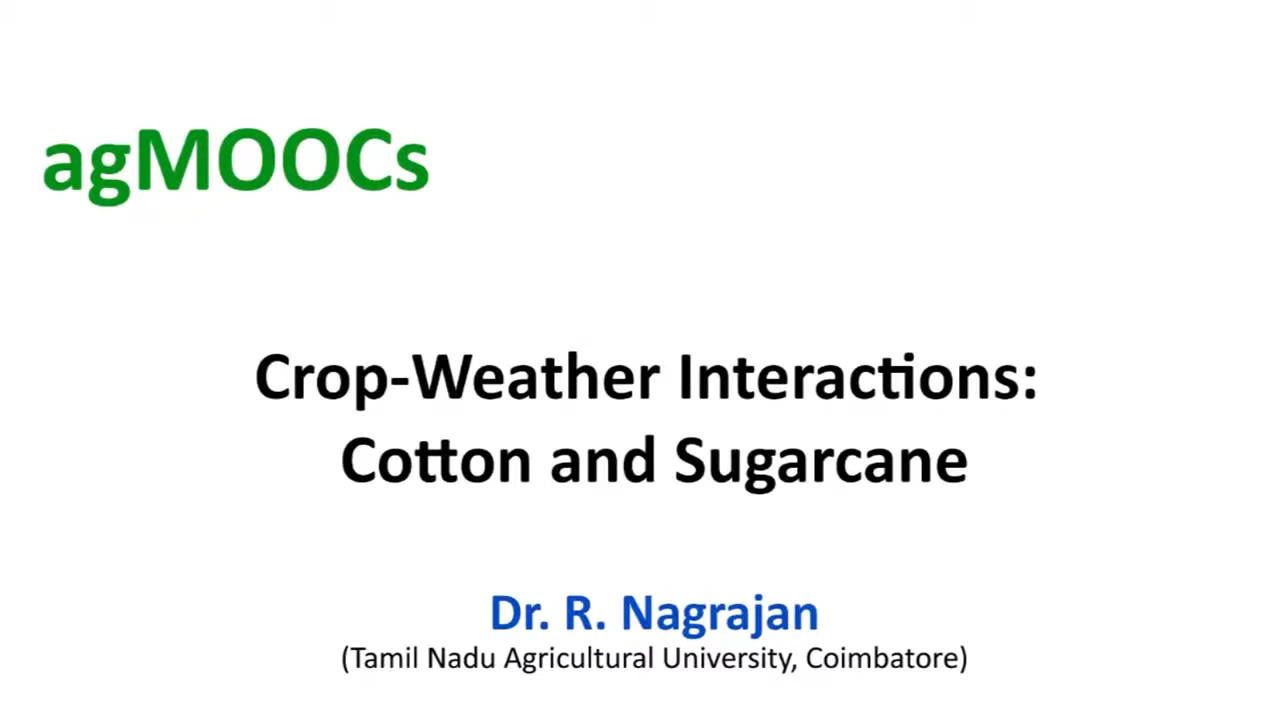 agMOOCs
Crop-Weather Interactions:
Cotton and Sugarcane
Dr. R. Nagrajan
(Tamil Nadu Agricultural University, Coimbatore)